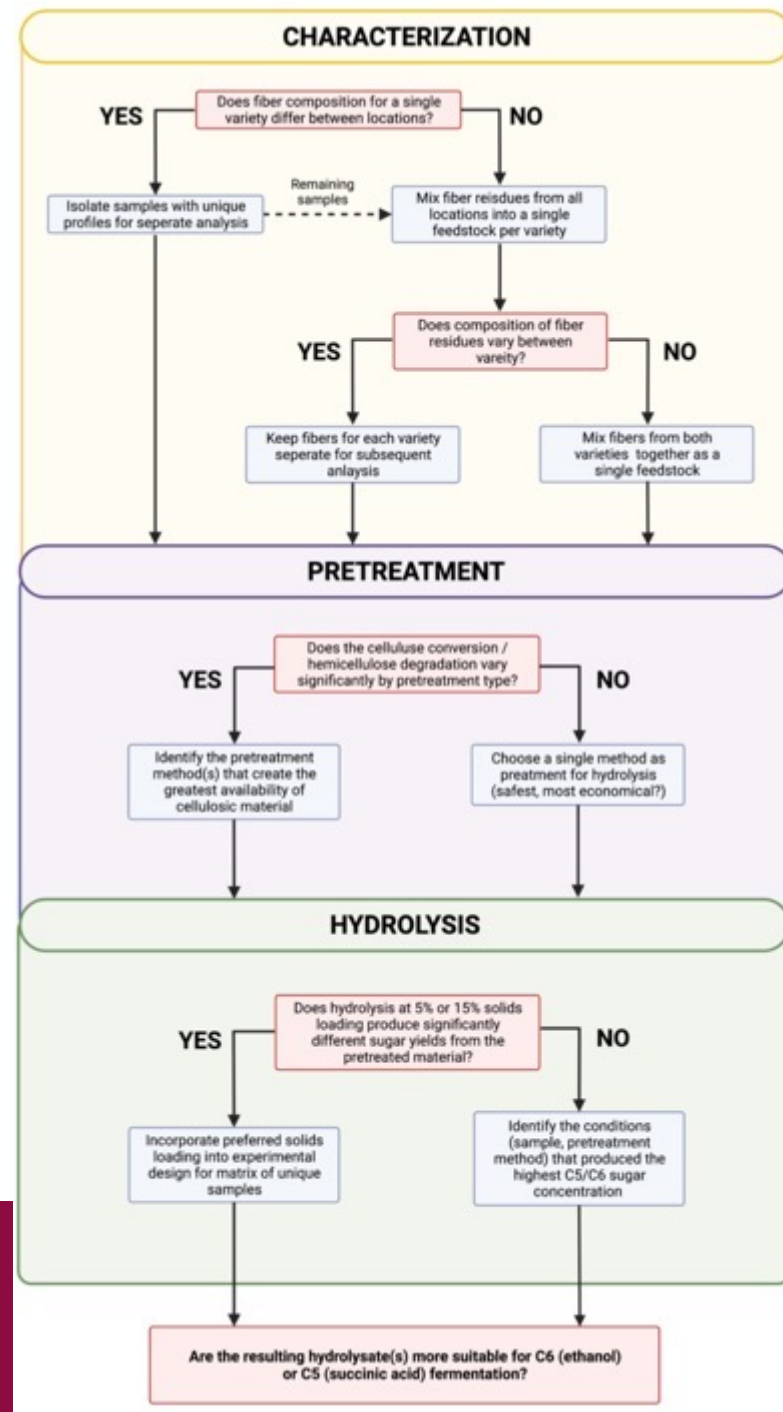 CHARACTERIZATION
Does fiber composition for a single
variety differ between locations?
YES
NO
Isolate samples with unique
profiles for seperate analysis
Remaining
samples
Mix fiber reisdues from all
locations into a single
feedstock per variety
Does composition of fiber
residues vary between
vareity?
YES
NO
Keep fibers for each variety
seperate for subsequent
anlaysis
Mix fibers from both
varieties together as a
single feedstock
PRETREATMENT
Does the celluluse conversion /
hemicellulose degradation vary
significantly by pretreatment type?
YES
NO
Identify the pretreatment
method(s) that create the
greatest availability of
cellulosic material
Choose a single method as
preatment for hydrolysis
(safest, most economical?)
HYDROLYSIS
Does hydrolysis at 5% or 15% solids
loading produce significantly
different sugar yields from the
pretreated material?
YES
NO
Incorporate preferred solids
loading into experimental
design for matrix of unique
samples
Identify the conditions
(sample, pretreatment
method) that produced the
highest C5/C6 sugar
concentration
Are the resulting hydrolysate(s) more suitable for C6 (ethanol)
or C5 (succinic acid) fermentation?